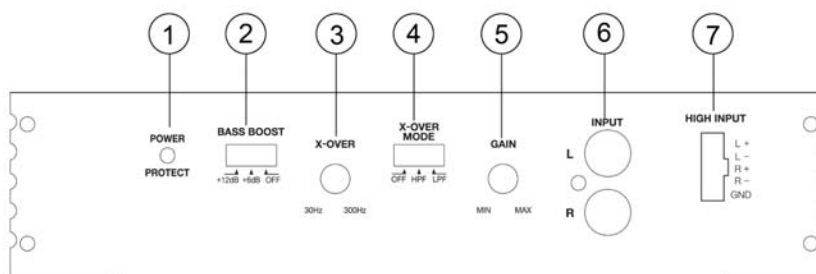 1 2 3 4 5 6 7
POWER
PROTECT
BASS BOOST
+12dB +6dB OFF
X-OVER
30Hz 300Hz
X-OVER
MODE
OFF HPF LPF
GAIN
MIN MAX
INPUT
L
R
HIGH INPUT
L +
L −
R +
R −
GND